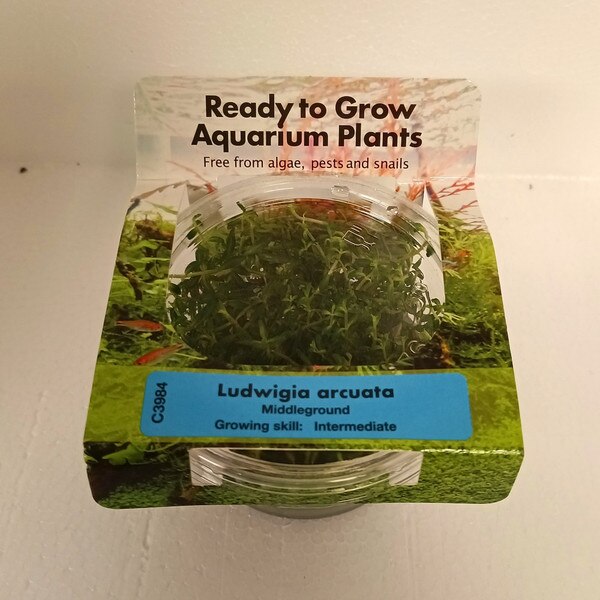 Ready to Grow
Aquarium Plants
Free from algae, pests and snails
C3984
Ludwigia arcuata
Middleground
Growing skill: Intermediate